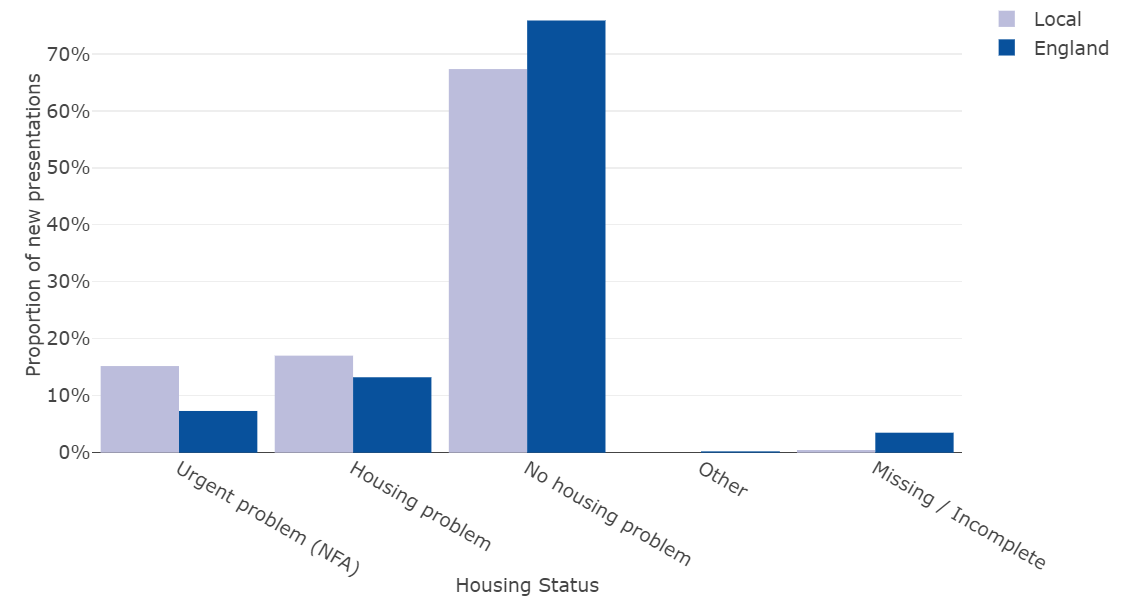 Local
England
Proportion of new presentations
70%
60%
50%
40%
30%
20%
10%
0%
Urgent problem (NFA)
Housing problem
No housing problem
Other
Missing / Incomplete
Housing Status